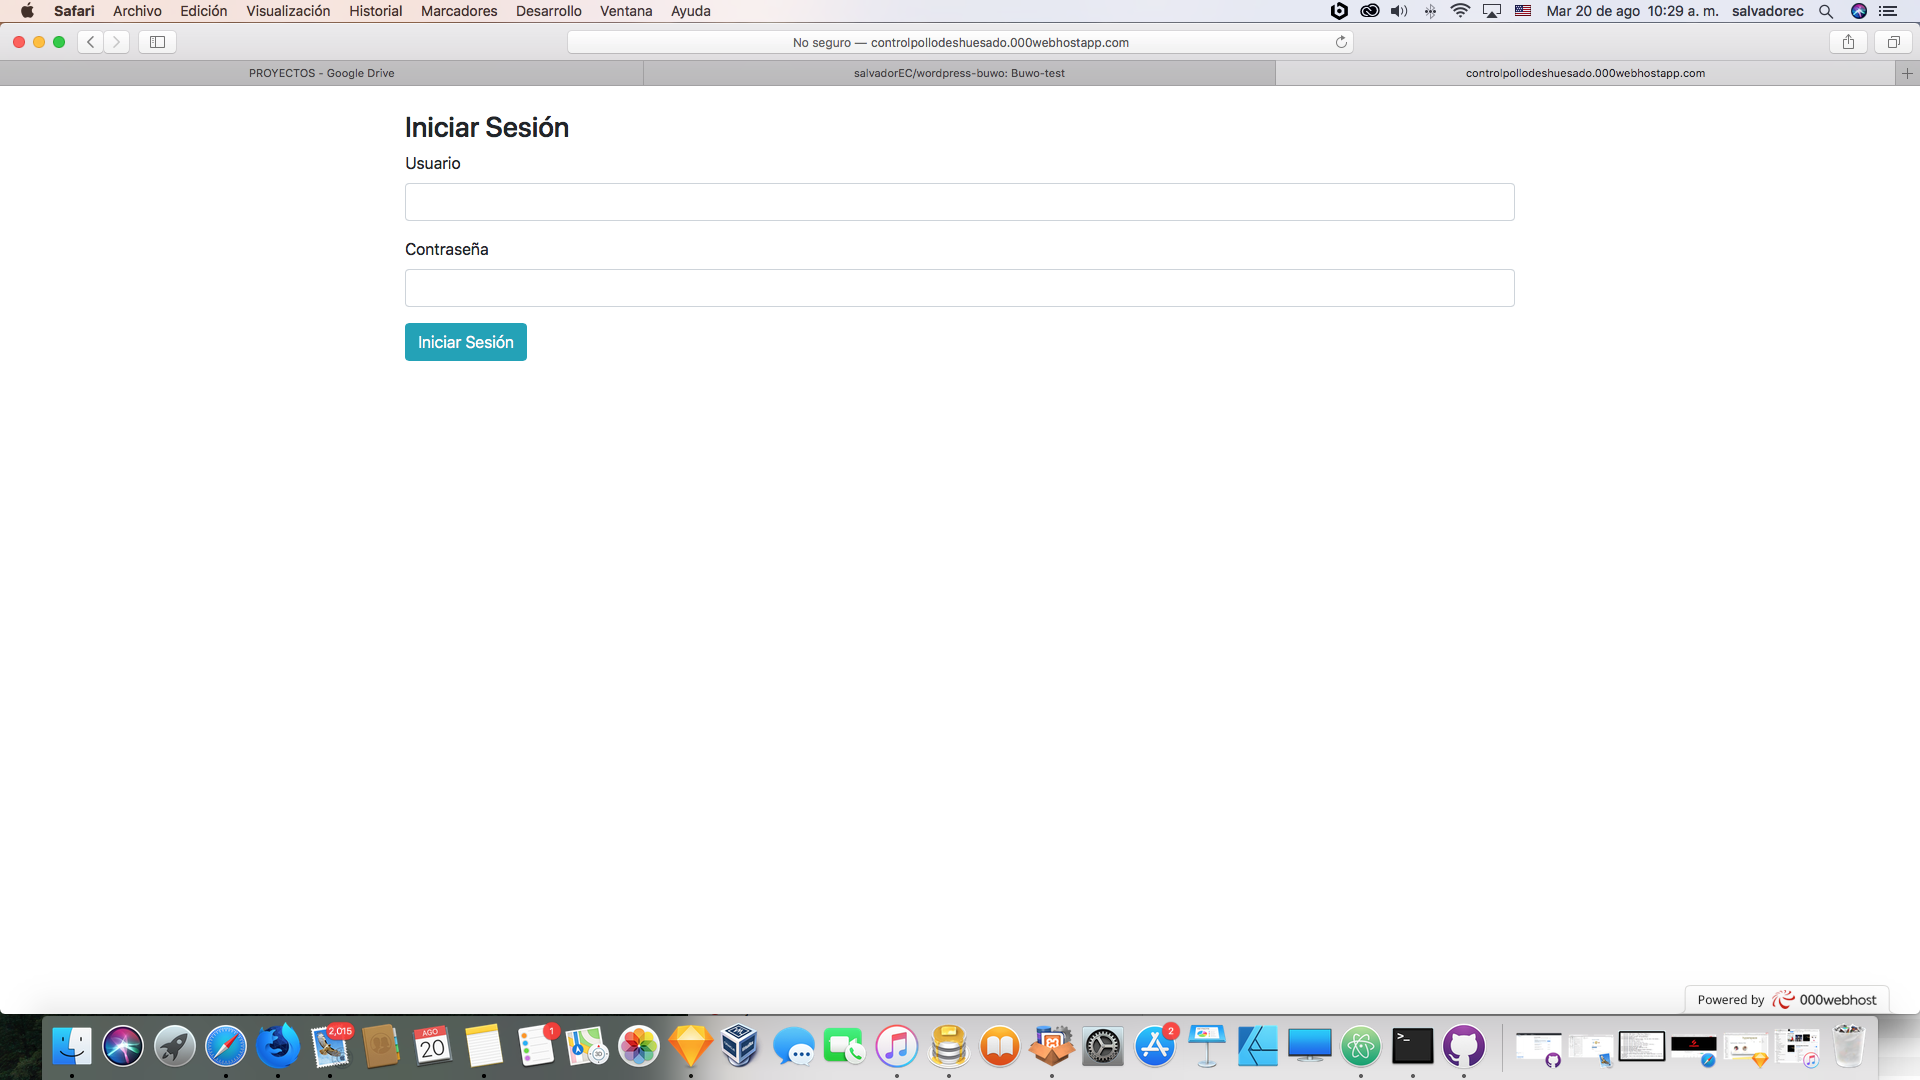 Safari Archivo Edición Visualización Historial Marcadores Desarrollo Ventana Ayuda Mar 20 de ago 10:29 a. m. salvadorec
No seguro — controlpollodeshuesado.000webhostapp.com
PROYECTOS - Google Drive salvadorEC/wordpress-buwo: Buwo-test controlpollodeshuesado.000webhostapp.com
Iniciar Sesión
Usuario
Contraseña
Iniciar Sesión
Powered by 000webhost
2,015
AGO
20
1
2